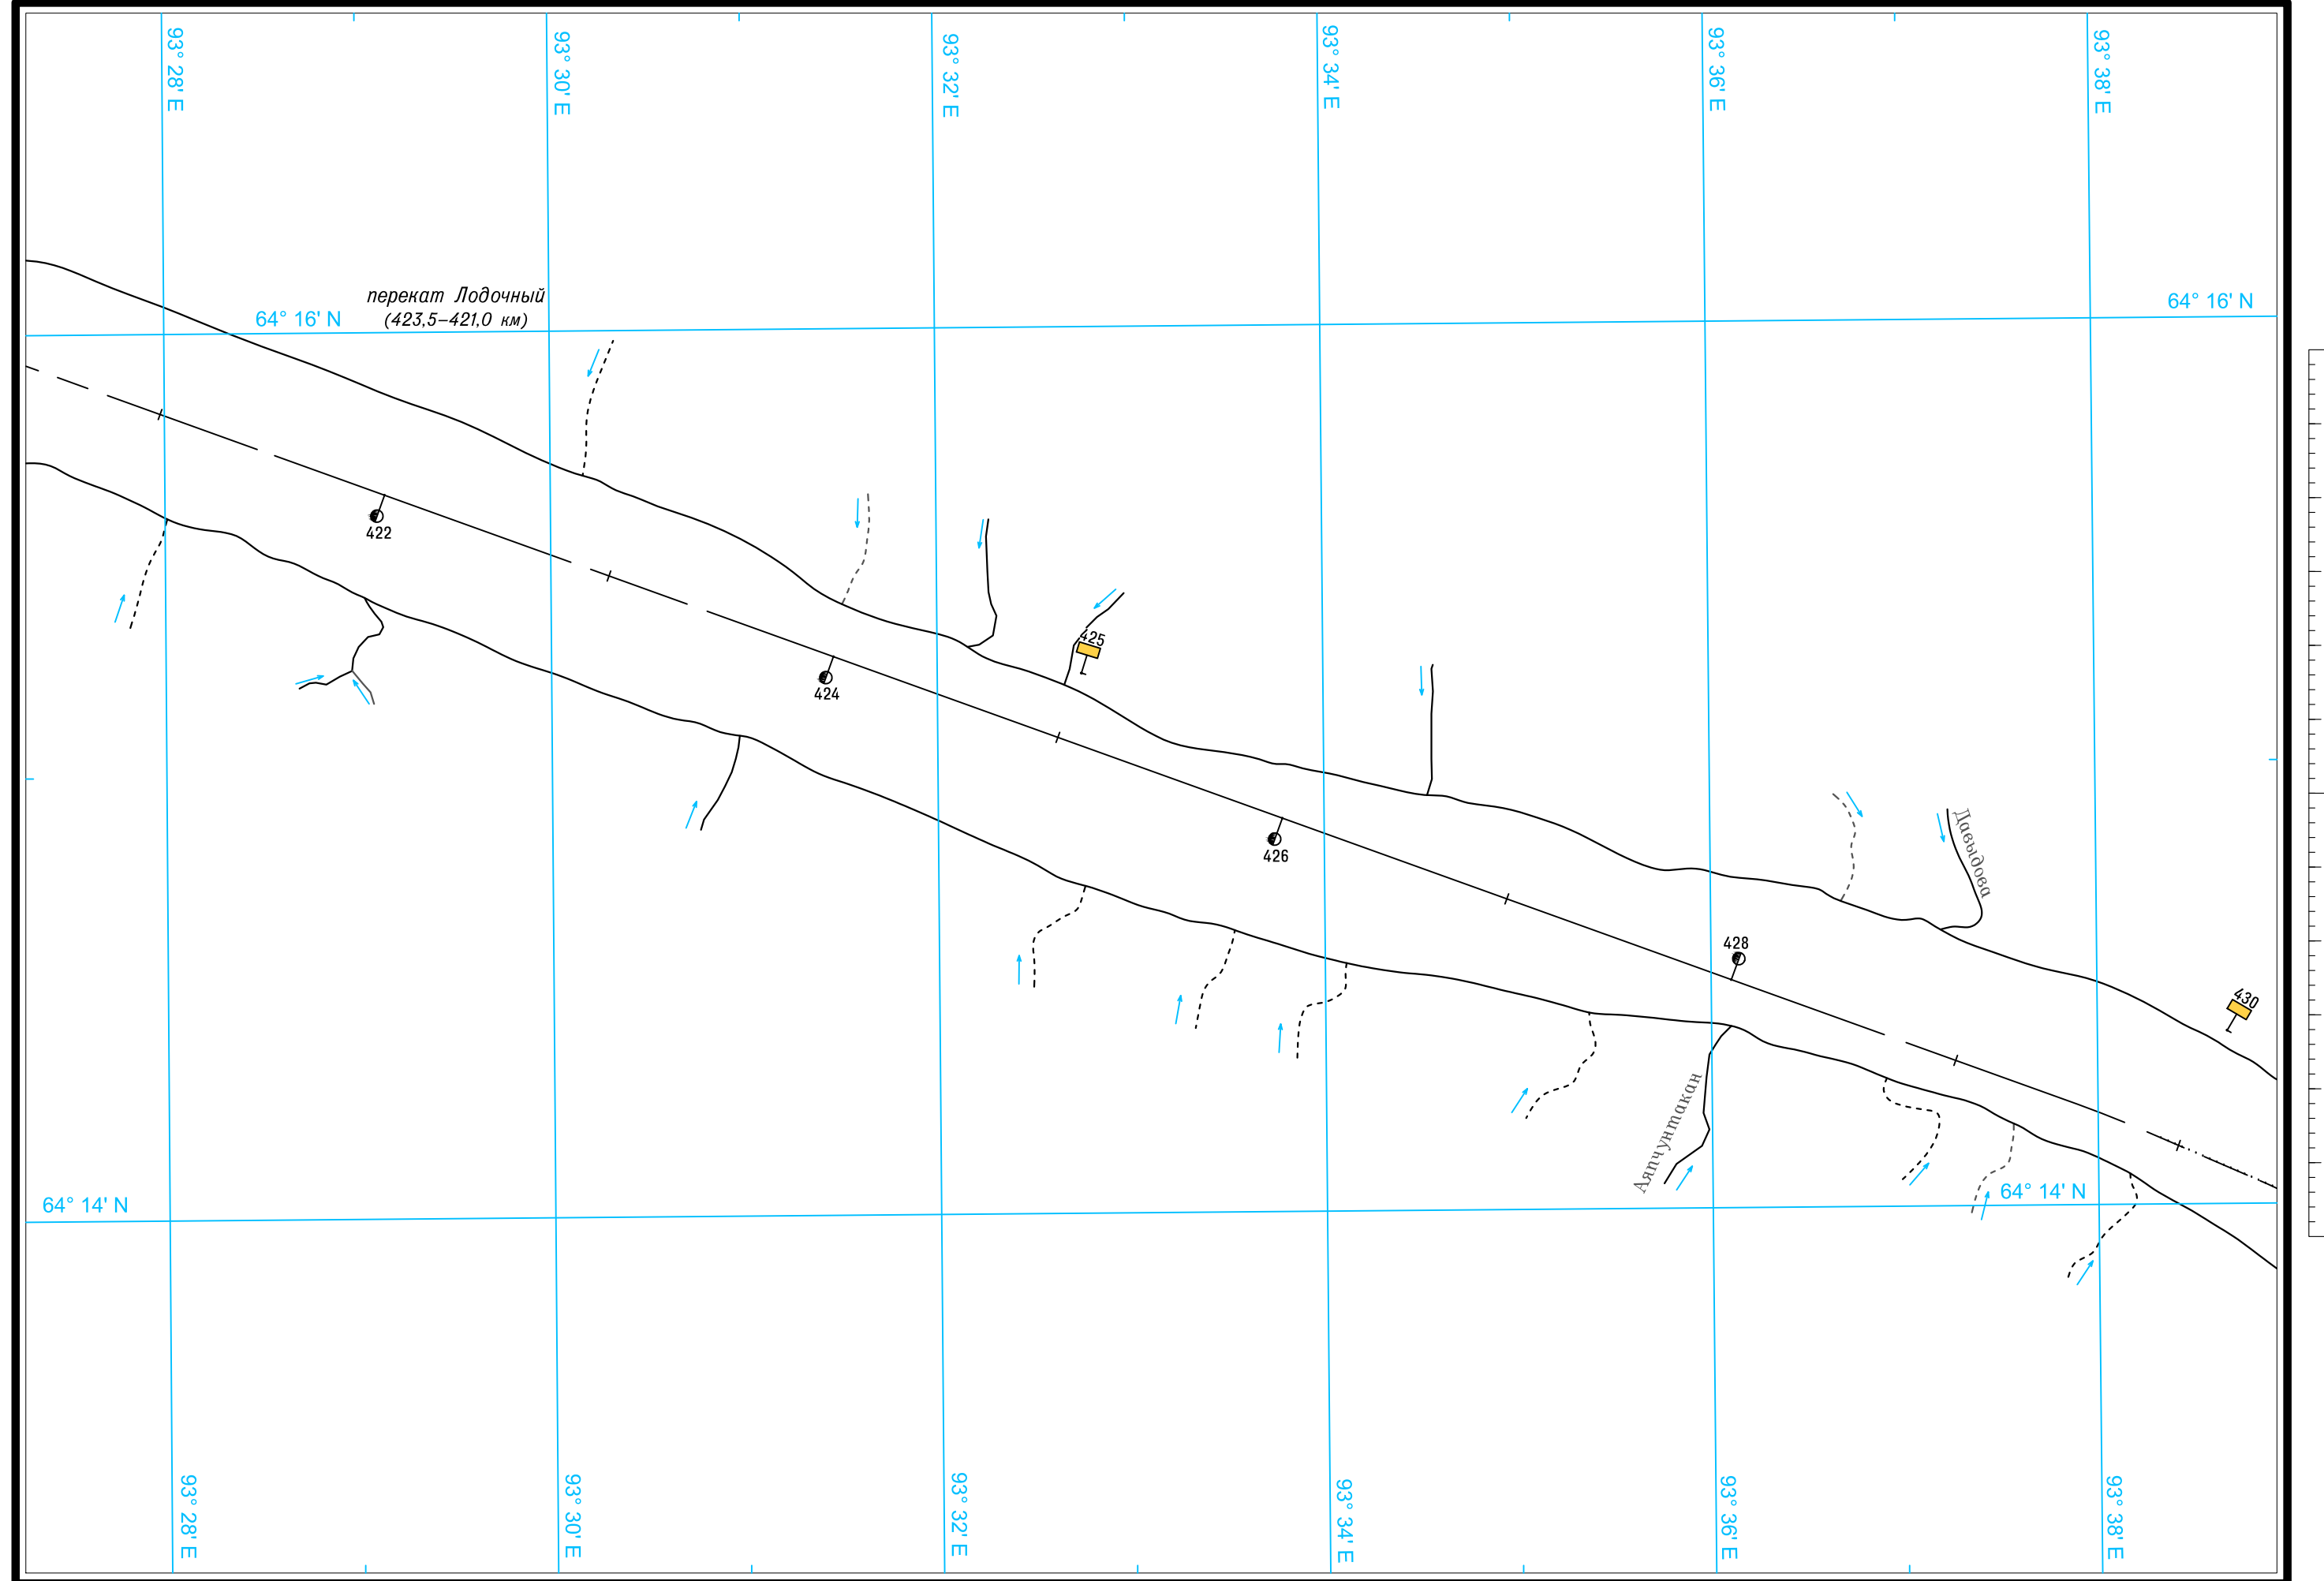 93° 28' E
93° 30' E
93° 32' E
93° 34' E
93° 36' E
93° 38' E
перекат Лодочный
(423,5–421,0 км)
64° 16' N
64° 16' N
422
425
424
426
Давыдова
428
430
Аяпчунтакан
64° 14' N
64° 14' N
93° 28' E
93° 30' E
93° 32' E
93° 34' E
93° 36' E
93° 38' E